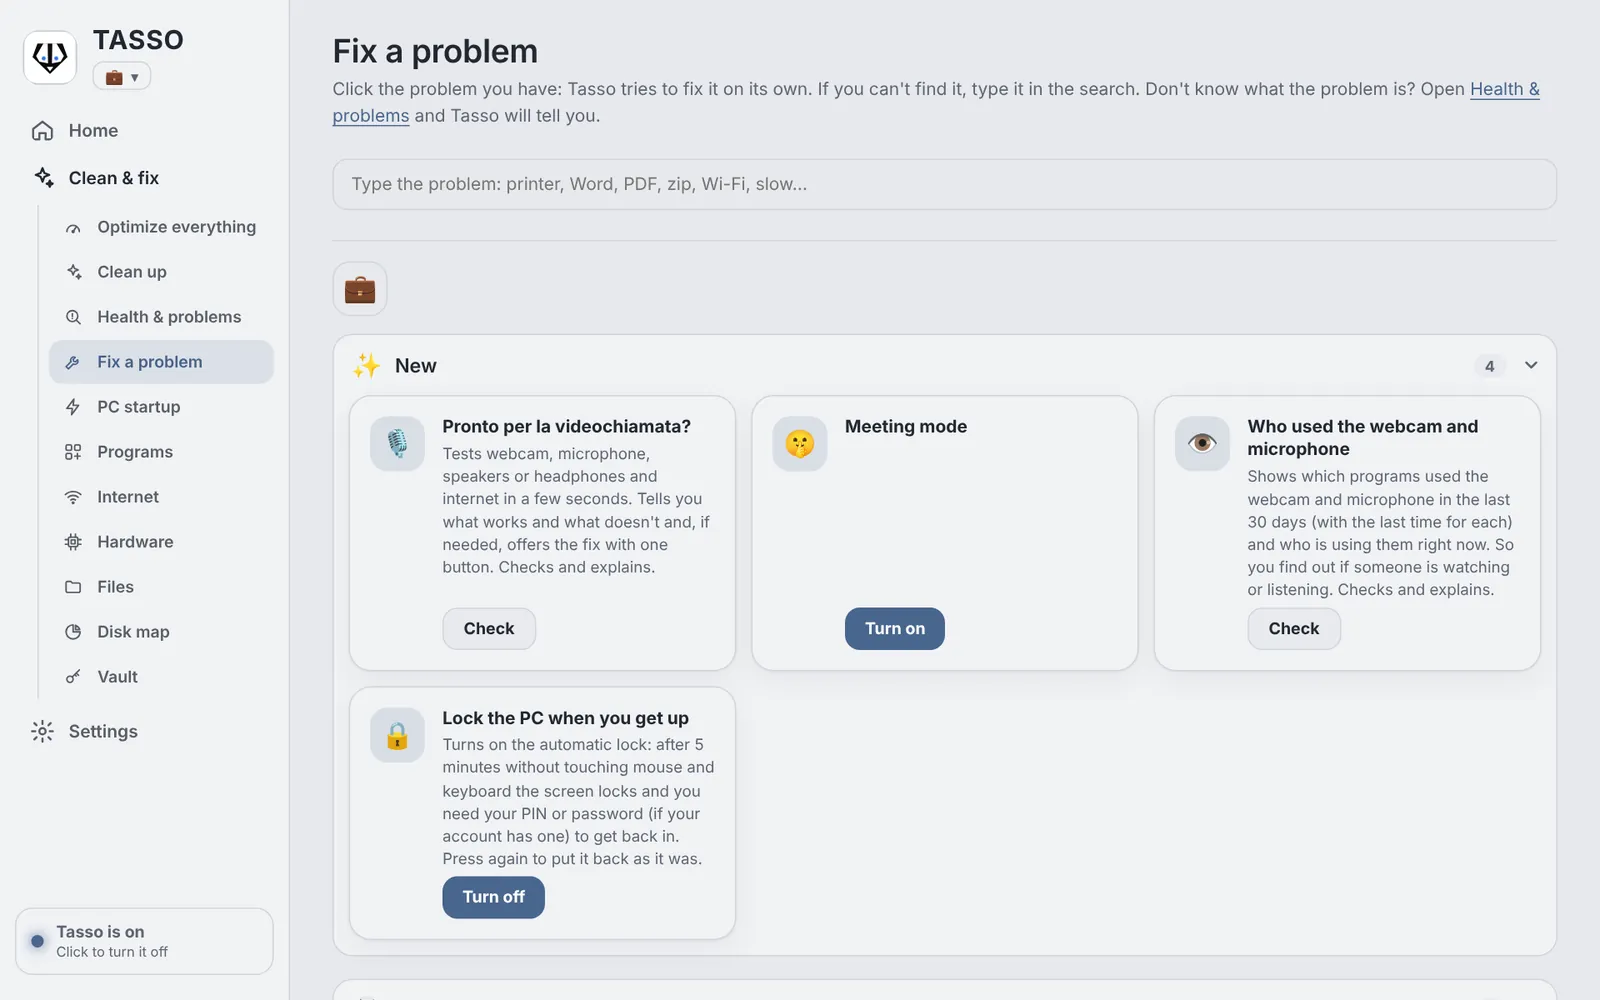 TASSO
Home
Clean & fix
Optimize everything
Clean up
Health & problems
Fix a problem
PC startup
Programs
Internet
Hardware
Files
Disk map
Vault
Settings
Tasso is on
Click to turn it off
Fix a problem
Click the problem you have: Tasso tries to fix it on its own. If you can't find it, type it in the search. Don't know what the problem is? Open Health &
problems and Tasso will tell you.
Type the problem: printer, Word, PDF, zip, Wi-Fi, slow...
New
4
Pronto per la videochiamata?
Tests webcam, microphone,
speakers or headphones and
internet in a few seconds. Tells you
what works and what doesn't and, if
needed, offers the fix with one
button. Checks and explains.
Check
Meeting mode
Turn on
Who used the webcam and
microphone
Shows which programs used the
webcam and microphone in the last
30 days (with the last time for each)
and who is using them right now. So
you find out if someone is watching
or listening. Checks and explains.
Check
Lock the PC when you get up
Turns on the automatic lock: after 5
minutes without touching mouse and
keyboard the screen locks and you
need your PIN or password (if your
account has one) to get back in.
Press again to put it back as it was.
Turn off